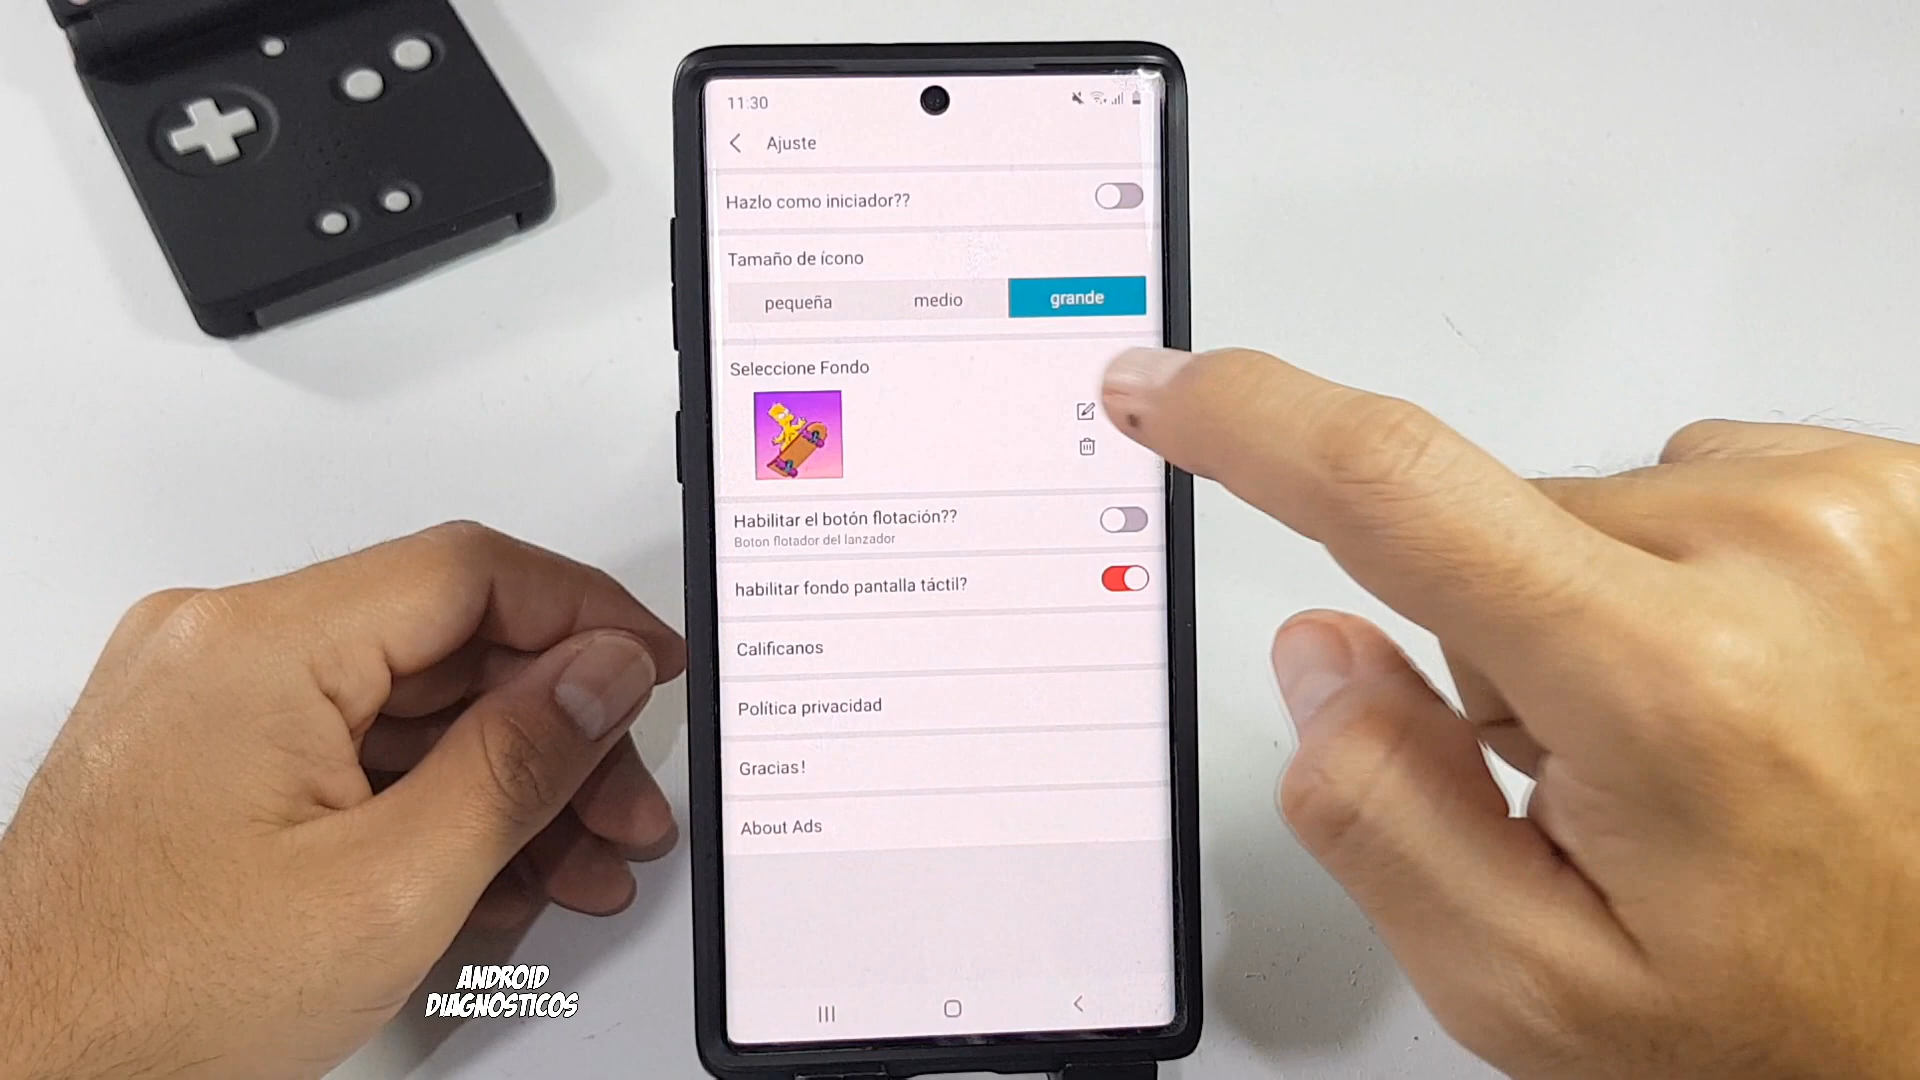 11:30
Ajuste
Hazlo como iniciador??
Tamaño de ícono
pequeña medio grande
Seleccione Fondo
Habilitar el botón flotación??
Boton flotador del lanzador
habilitar fondo pantalla táctil?
Calificanos
Política privacidad
Gracias!
About Ads
ANDROID
DIAGNOSTICOS